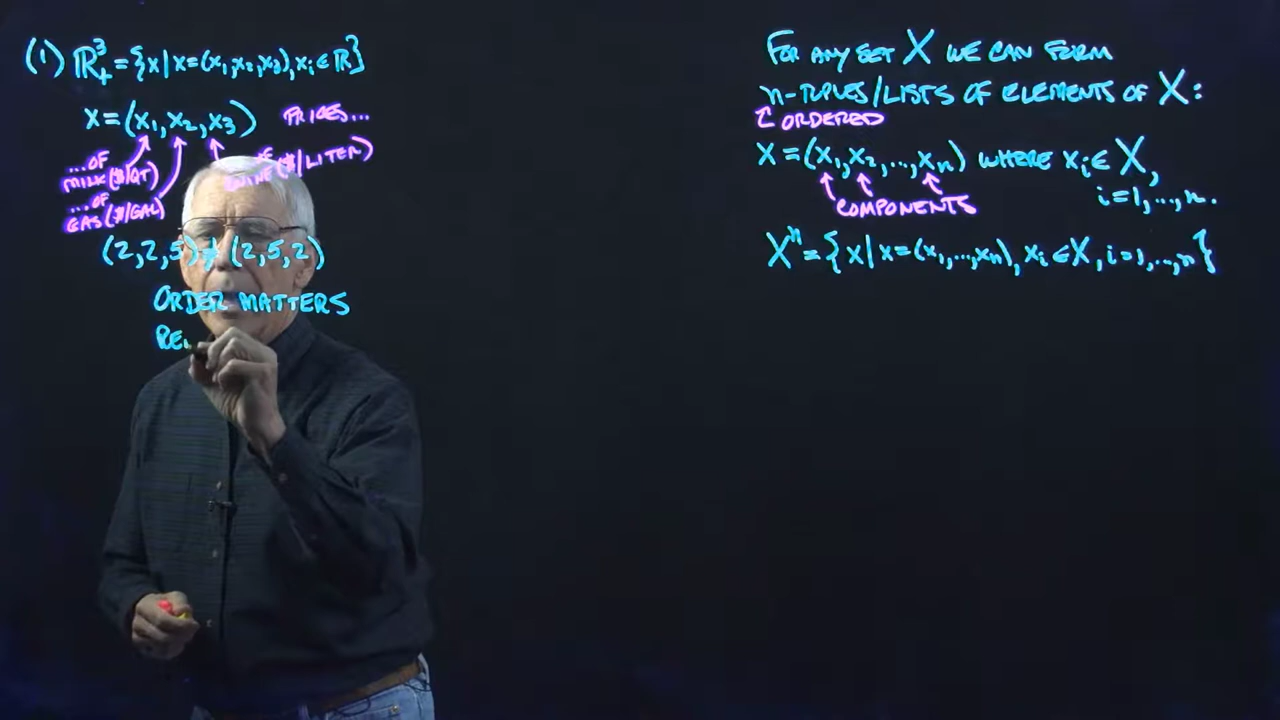 (1) ℝ³₊ = {x | x = (x₁, x₂, x₃), xᵢ ∈ ℝ}
x = (x₁, x₂, x₃) PRICES...
...OF
MILK ($/QT) ($/LITER)
...OF
GAS ($/GAL)
(2,2,5) ≠ (2,5,2)
ORDER MATTERS
FOR ANY SET X WE CAN FORM
n-TUPLES/LISTS OF ELEMENTS OF X:
ORDERED
x = (x₁, x₂, ..., xₙ) WHERE xᵢ ∈ X,
i = 1, ..., n.
COMPONENTS
Xⁿ = {x | x = (x₁, ..., xₙ), xᵢ ∈ X, i = 1, ..., n}